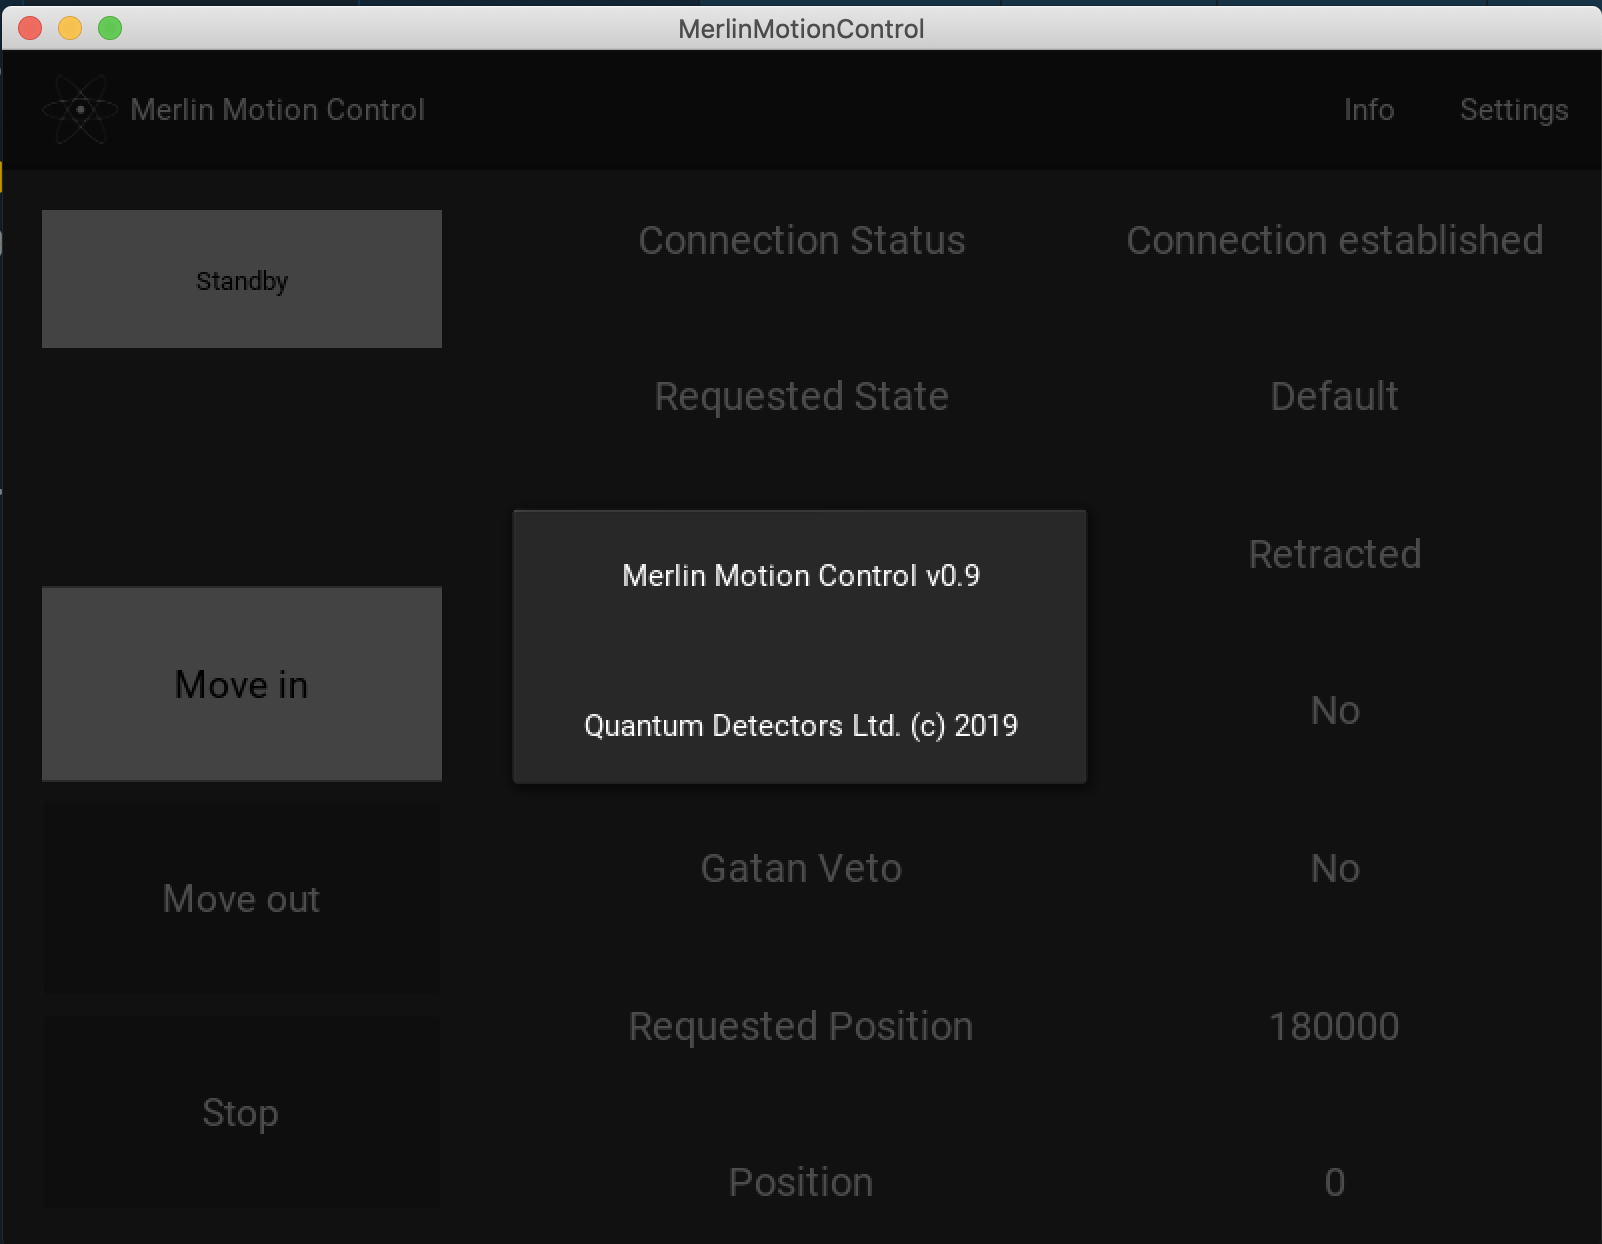 MerlinMotionControl
Merlin Motion Control
Info
Settings
Standby
Connection Status
Connection established
Requested State
Default
Retracted
Merlin Motion Control v0.9
Move in
No
Quantum Detectors Ltd. (c) 2019
Move out
Gatan Veto
No
Requested Position
180000
Stop
Position
0